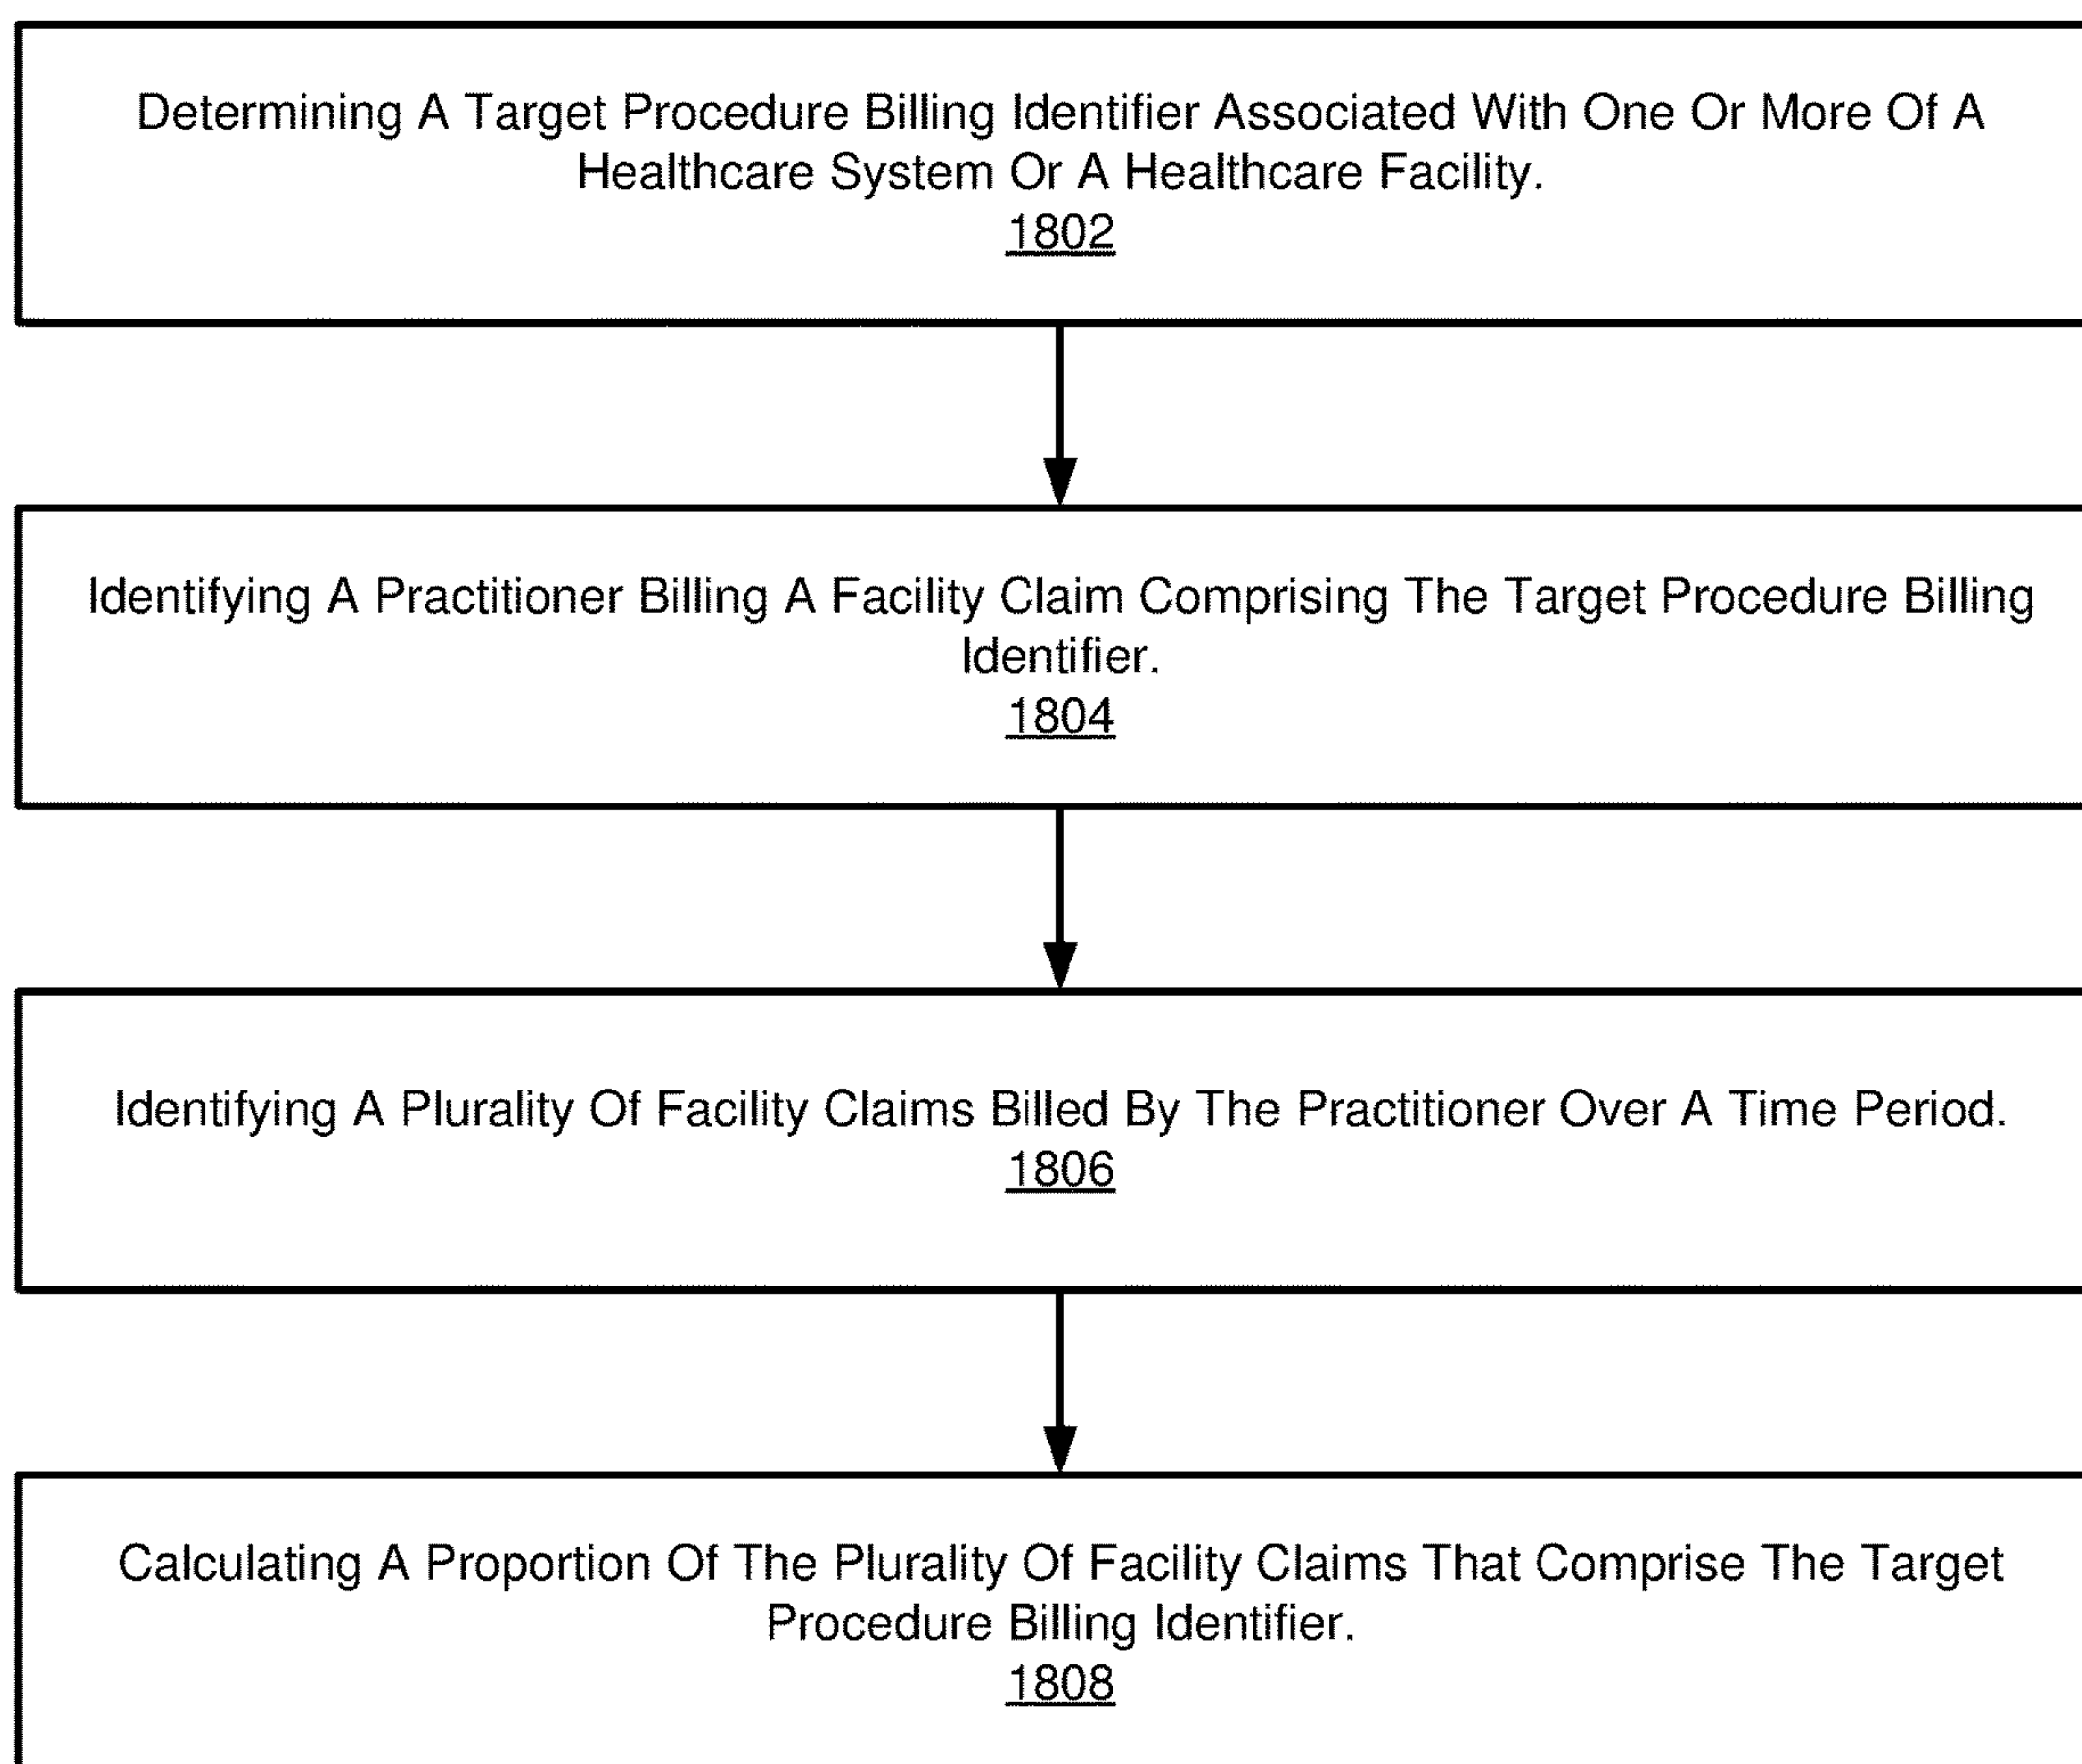 Determining A Target Procedure Billing Identifier Associated With One Or More Of A
Healthcare System Or A Healthcare Facility.
1802
Identifying A Practitioner Billing A Facility Claim Comprising The Target Procedure Billing
Identifier.
1804
Identifying A Plurality Of Facility Claims Billed By The Practitioner Over A Time Period.
1806
Calculating A Proportion Of The Plurality Of Facility Claims That Comprise The Target
Procedure Billing Identifier.
1808